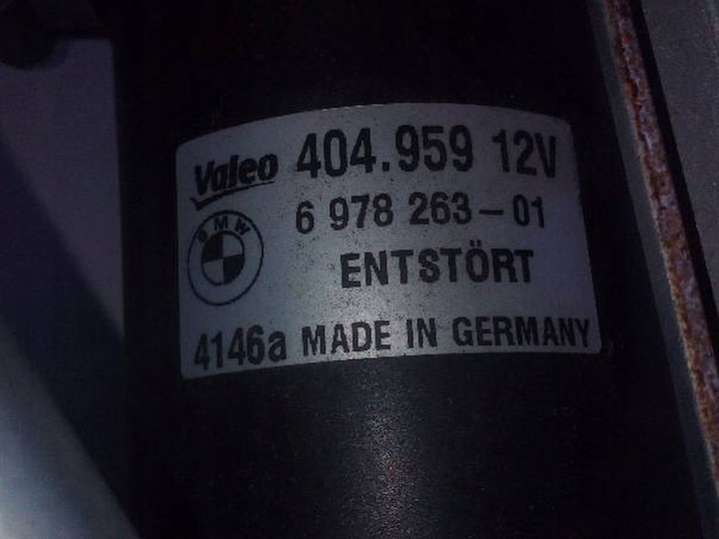 Valeo 404.959 12V
BMW 6 978 263-01
ENTSTÖRT
4146a MADE IN GERMANY